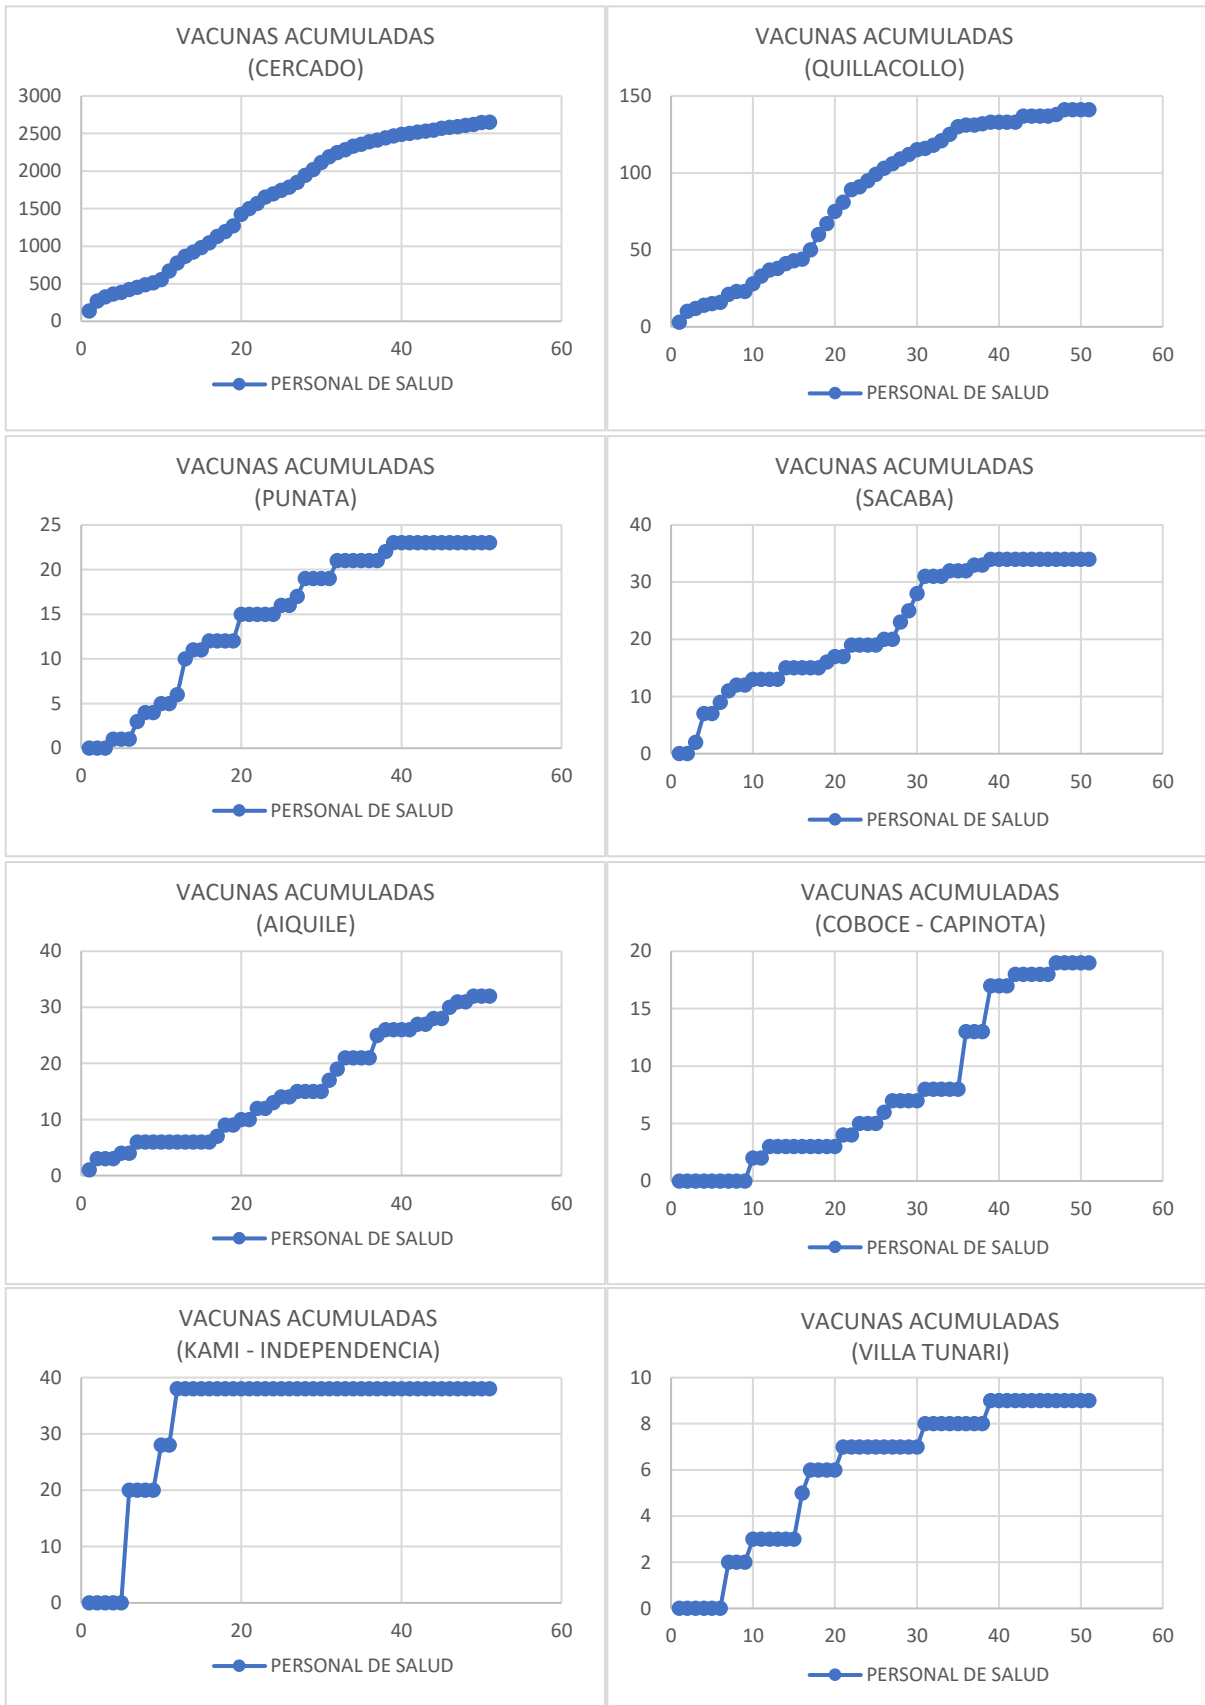 VACUNAS ACUMULADAS
(CERCADO)
3000
2500
2000
1500
1000
500
0
0 20 40 60
PERSONAL DE SALUD
VACUNAS ACUMULADAS
(QUILLACOLLO)
150
100
50
0
0 10 20 30 40 50 60
PERSONAL DE SALUD
VACUNAS ACUMULADAS
(PUNATA)
25
20
15
10
5
0
0 20 40 60
PERSONAL DE SALUD
VACUNAS ACUMULADAS
(SACABA)
40
30
20
10
0
0 10 20 30 40 50 60
PERSONAL DE SALUD
VACUNAS ACUMULADAS
(AIQUILE)
40
30
20
10
0
0 20 40 60
PERSONAL DE SALUD
VACUNAS ACUMULADAS
(COBOCE - CAPINOTA)
20
15
10
5
0
0 10 20 30 40 50 60
PERSONAL DE SALUD
VACUNAS ACUMULADAS
(KAMI - INDEPENDENCIA)
40
30
20
10
0
0 20 40 60
PERSONAL DE SALUD
VACUNAS ACUMULADAS
(VILLA TUNARI)
10
8
6
4
2
0
0 10 20 30 40 50 60
PERSONAL DE SALUD